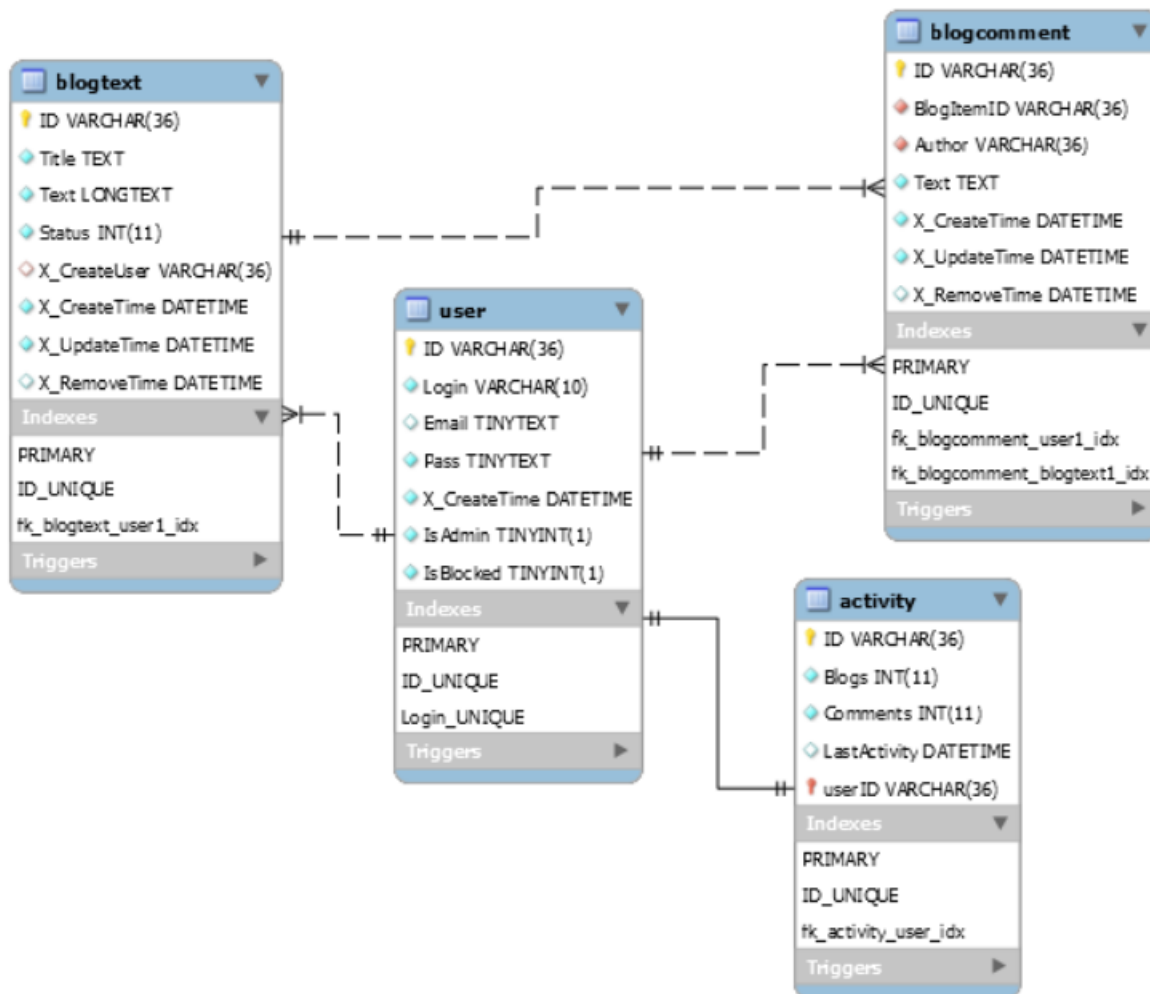 blogtext
ID VARCHAR(36)
Title TEXT
Text LONGTEXT
Status INT(11)
X_CreateUser VARCHAR(36)
X_CreateTime DATETIME
X_UpdateTime DATETIME
X_RemoveTime DATETIME
Indexes
PRIMARY
ID_UNIQUE
fk_blogtext_user1_idx
Triggers
user
ID VARCHAR(36)
Login VARCHAR(10)
Email TINYTEXT
Pass TINYTEXT
X_CreateTime DATETIME
IsAdmin TINYINT(1)
IsBlocked TINYINT(1)
Indexes
PRIMARY
ID_UNIQUE
Login_UNIQUE
Triggers
blogcomment
ID VARCHAR(36)
BlogItemID VARCHAR(36)
Author VARCHAR(36)
Text TEXT
X_CreateTime DATETIME
X_UpdateTime DATETIME
X_RemoveTime DATETIME
Indexes
PRIMARY
ID_UNIQUE
fk_blogcomment_user1_idx
fk_blogcomment_blogtext1_idx
Triggers
activity
ID VARCHAR(36)
Blogs INT(11)
Comments INT(11)
LastActivity DATETIME
userID VARCHAR(36)
Indexes
PRIMARY
ID_UNIQUE
fk_activity_user_idx
Triggers